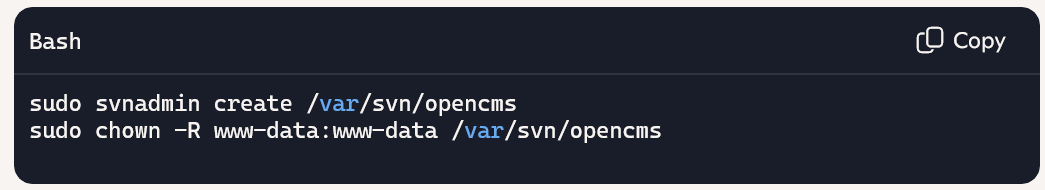 Bash
Copy
sudo svnadmin create /var/svn/opencms
sudo chown -R www-data:www-data /var/svn/opencms